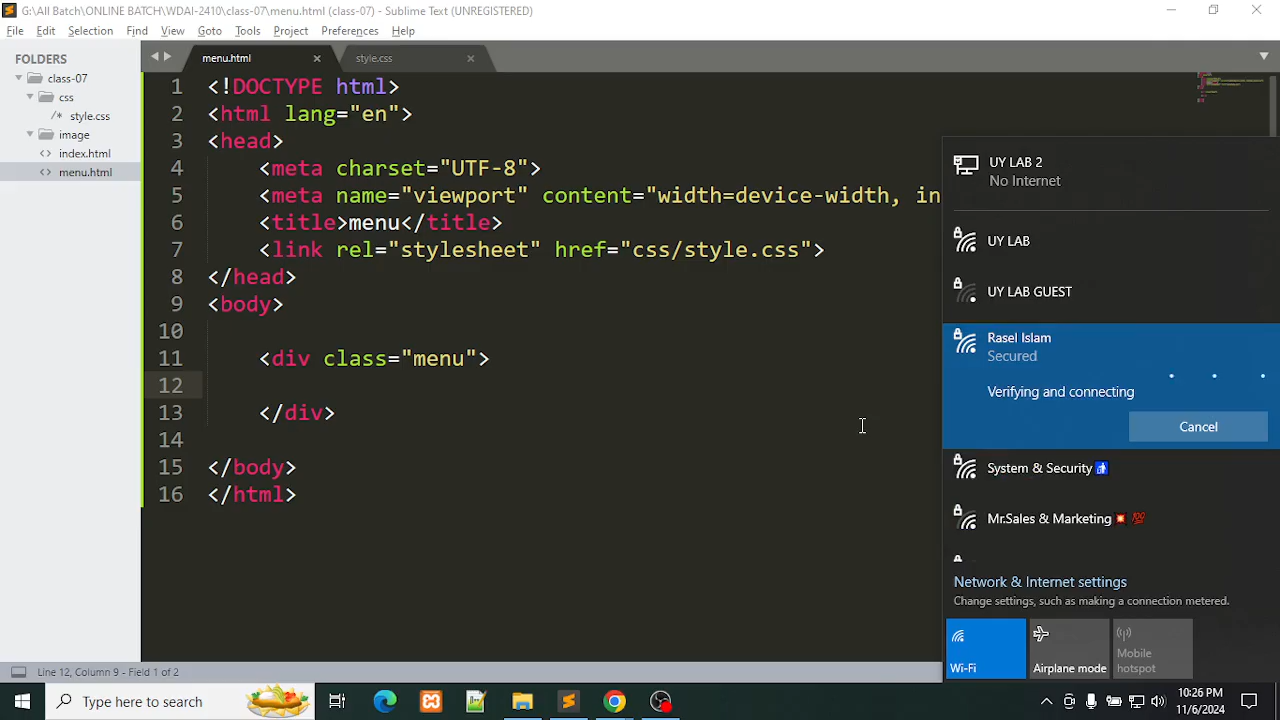 G:\All Batch\ONLINE BATCH\WDAI-2410\class-07\menu.html (class-07) - Sublime Text (UNREGISTERED)
File Edit Selection Find View Goto Tools Project Preferences Help
FOLDERS
class-07
css
/* style.css
image
<> index.html
<> menu.html
menu.html ×
style.css ×
1 <!DOCTYPE html>
2 <html lang="en">
3 <head>
4 <meta charset="UTF-8">
5 <meta name="viewport" content="width=device-width, in
6 <title>menu</title>
7 <link rel="stylesheet" href="css/style.css">
8 </head>
9 <body>
10
11 <div class="menu">
12
13 </div>
14
15 </body>
16 </html>
UY LAB 2
No Internet
UY LAB
UY LAB GUEST
Rasel Islam
Secured
Verifying and connecting
Cancel
System & Security🚹
Mr.Sales & Marketing💥 💯
Network & Internet settings
Change settings, such as making a connection metered.
Wi-Fi
Airplane mode
Mobile
hotspot
Line 12, Column 9 - Field 1 of 2
Type here to search
10:26 PM
11/6/2024